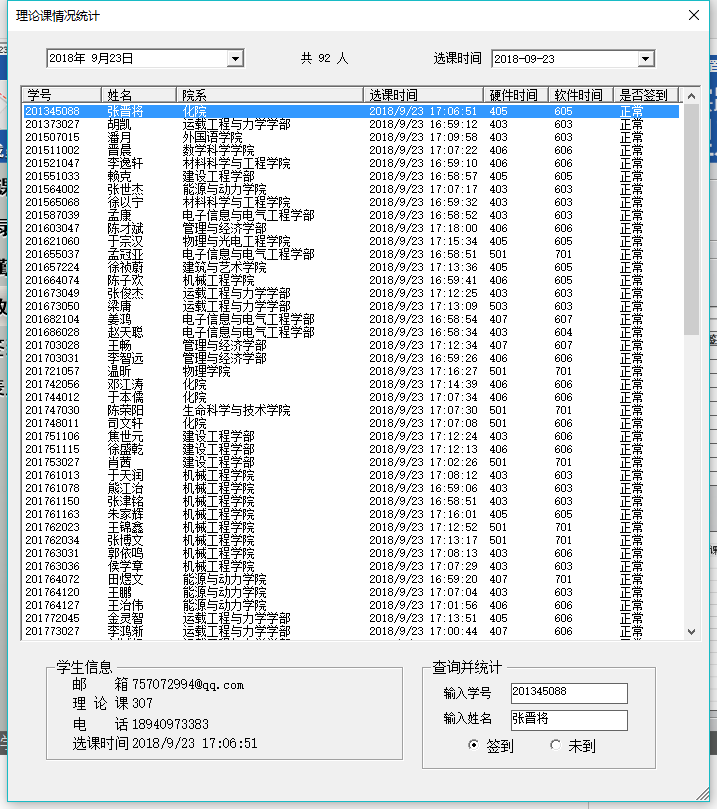 理论课情况统计
2018年 9月23日 共 92 人 选课时间 2018-09-23
学号 姓名 院系 选课时间 硬件时间 软件时间 是否签到
201345088 张晋将 化院 2018/9/23 17:06:51 405 605 正常
201373027 胡凯 运载工程与力学学部 2018/9/23 16:59:12 403 603 正常
201507015 潘月 外国语学院 2018/9/23 17:09:58 403 603 正常
201511002 晋晨 数学科学学院 2018/9/23 17:07:22 406 606 正常
201521047 李逸轩 材料科学与工程学院 2018/9/23 16:59:10 406 606 正常
201551033 赖克 建设工程学部 2018/9/23 16:58:57 405 605 正常
201564002 张世杰 能源与动力学院 2018/9/23 17:07:17 403 603 正常
201565068 徐以宁 材料科学与工程学院 2018/9/23 16:59:32 403 603 正常
201587039 孟康 电子信息与电气工程学部 2018/9/23 16:58:52 403 603 正常
201603047 陈才斌 管理与经济学部 2018/9/23 17:18:00 406 606 正常
201621060 于宗汉 物理与光电工程学院 2018/9/23 17:15:34 405 605 正常
201655037 孟冠亚 电子信息与电气工程学部 2018/9/23 16:58:51 501 701 正常
201657224 徐祯蔚 建筑与艺术学院 2018/9/23 17:13:36 405 605 正常
201664074 陈子欢 机械工程学院 2018/9/23 16:59:41 406 605 正常
201673049 张俊杰 运载工程与力学学部 2018/9/23 17:12:25 403 603 正常
201673050 梁庸 运载工程与力学学部 2018/9/23 17:13:09 503 603 正常
201682104 姜鸿 电子信息与电气工程学部 2018/9/23 16:58:54 407 607 正常
201686028 赵天聪 电子信息与电气工程学部 2018/9/23 16:58:34 403 604 正常
201703028 王畅 管理与经济学部 2018/9/23 17:12:34 407 607 正常
201703031 李智远 管理与经济学部 2018/9/23 16:59:26 406 606 正常
201721057 温昕 物理学院 2018/9/23 17:16:27 501 701 正常
201742056 邓江涛 化院 2018/9/23 17:14:39 406 606 正常
201744012 于本儒 化院 2018/9/23 17:07:34 406 606 正常
201747030 陈荣阳 生命科学与技术学院 2018/9/23 17:07:30 501 701 正常
201748011 司文轩 化院 2018/9/23 17:07:08 501 606 正常
201751106 焦世元 建设工程学部 2018/9/23 17:12:24 403 606 正常
201751115 徐盛乾 建设工程学部 2018/9/23 17:12:13 406 606 正常
201753027 肖茜 建设工程学部 2018/9/23 17:02:26 501 701 正常
201761013 于天润 机械工程学院 2018/9/23 17:08:12 403 603 正常
201761078 熊江治 机械工程学院 2018/9/23 16:59:06 403 603 正常
201761150 张津铭 机械工程学院 2018/9/23 16:58:51 403 603 正常
201761163 朱家辉 机械工程学院 2018/9/23 17:16:01 405 605 正常
201762023 王锦鑫 机械工程学院 2018/9/23 17:12:52 501 701 正常
201762034 张博文 机械工程学院 2018/9/23 17:13:17 501 701 正常
201763031 郭依鸣 机械工程学院 2018/9/23 17:08:13 403 606 正常
201763036 侯学章 机械工程学院 2018/9/23 17:07:29 403 603 正常
201764072 田煜文 能源与动力学院 2018/9/23 16:59:20 407 701 正常
201764120 王鹏 能源与动力学院 2018/9/23 17:07:04 403 603 正常
201764127 王治伟 能源与动力学院 2018/9/23 17:01:56 406 606 正常
201772045 金灵智 运载工程与力学学部 2018/9/23 17:13:51 405 606 正常
201773027 李鸿渐 运载工程与力学学部 2018/9/23 17:00:44 407 606 正常
学生信息
邮 箱 757072994@qq.com
理 论 课 307
电 话 18940973383
选课时间 2018/9/23 17:06:51
查询并统计
输入学号 201345088
输入姓名 张晋将
签到 未到